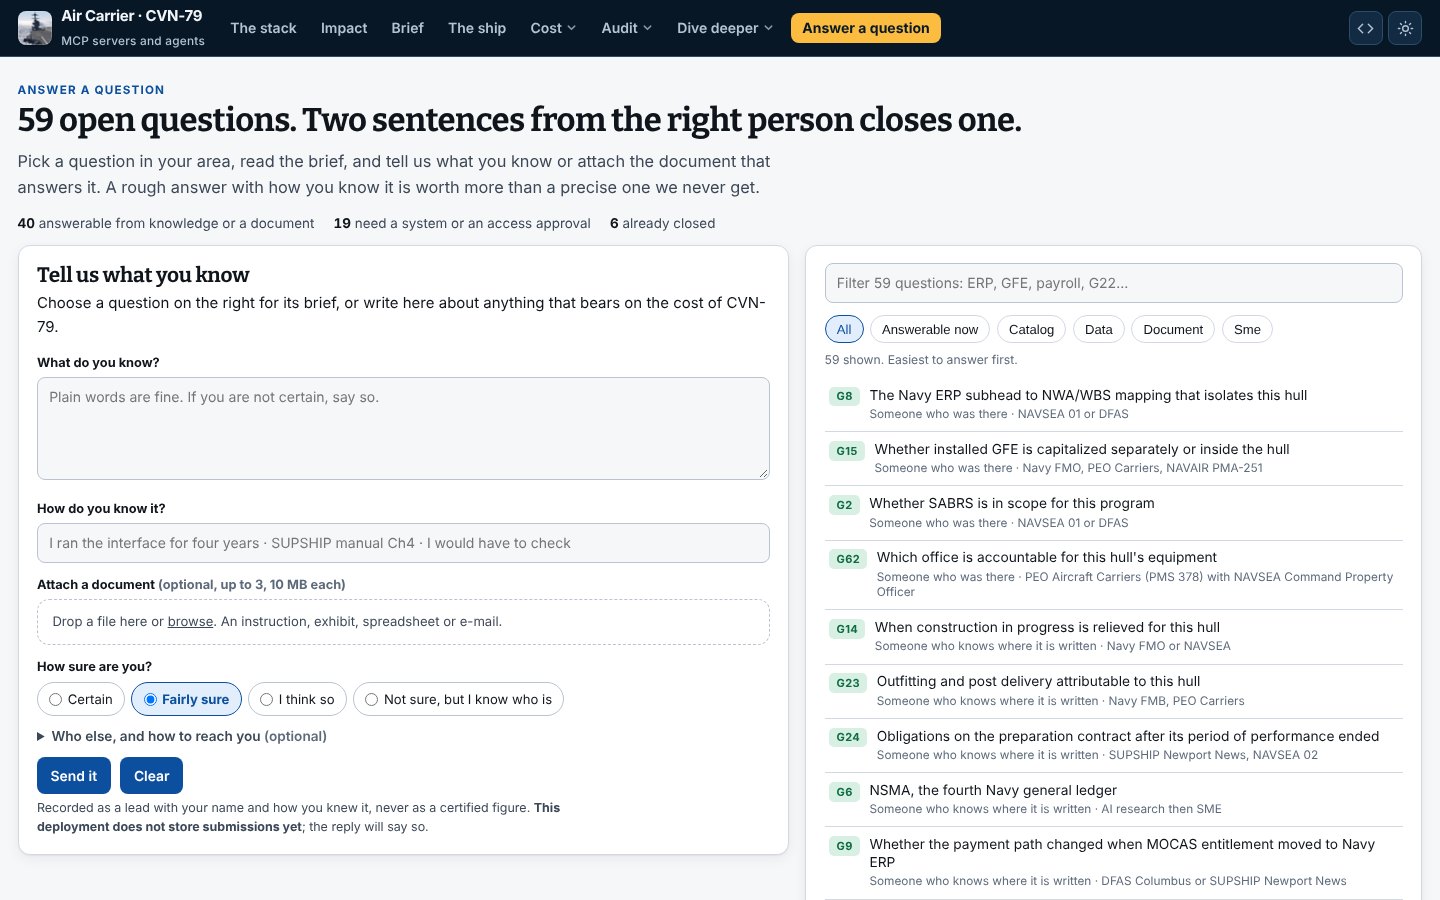 Air Carrier · CVN-79
MCP servers and agents
The stack
Impact
Brief
The ship
Cost
Audit
Dive deeper
Answer a question
ANSWER A QUESTION
59 open questions. Two sentences from the right person closes one.
Pick a question in your area, read the brief, and tell us what you know or attach the document that
answers it. A rough answer with how you know it is worth more than a precise one we never get.
40 answerable from knowledge or a document
19 need a system or an access approval
6 already closed
Tell us what you know
Choose a question on the right for its brief, or write here about anything that bears on the cost of CVN-
79.
What do you know?
Plain words are fine. If you are not certain, say so.
How do you know it?
I ran the interface for four years · SUPSHIP manual Ch4 · I would have to check
Attach a document (optional, up to 3, 10 MB each)
Drop a file here or browse. An instruction, exhibit, spreadsheet or e-mail.
How sure are you?
Certain
Fairly sure
I think so
Not sure, but I know who is
Who else, and how to reach you (optional)
Send it
Clear
Recorded as a lead with your name and how you knew it, never as a certified figure. This
deployment does not store submissions yet; the reply will say so.
Filter 59 questions: ERP, GFE, payroll, G22...
All
Answerable now
Catalog
Data
Document
Sme
59 shown. Easiest to answer first.
G8
The Navy ERP subhead to NWA/WBS mapping that isolates this hull
Someone who was there · NAVSEA 01 or DFAS
G15
Whether installed GFE is capitalized separately or inside the hull
Someone who was there · Navy FMO, PEO Carriers, NAVAIR PMA-251
G2
Whether SABRS is in scope for this program
Someone who was there · NAVSEA 01 or DFAS
G62
Which office is accountable for this hull's equipment
Someone who was there · PEO Aircraft Carriers (PMS 378) with NAVSEA Command Property
Officer
G14
When construction in progress is relieved for this hull
Someone who knows where it is written · Navy FMO or NAVSEA
G23
Outfitting and post delivery attributable to this hull
Someone who knows where it is written · Navy FMB, PEO Carriers
G24
Obligations on the preparation contract after its period of performance ended
Someone who knows where it is written · SUPSHIP Newport News, NAVSEA 02
G6
NSMA, the fourth Navy general ledger
Someone who knows where it is written · AI research then SME
G9
Whether the payment path changed when MOCAS entitlement moved to Navy
ERP
Someone who knows where it is written · DFAS Columbus or SUPSHIP Newport News